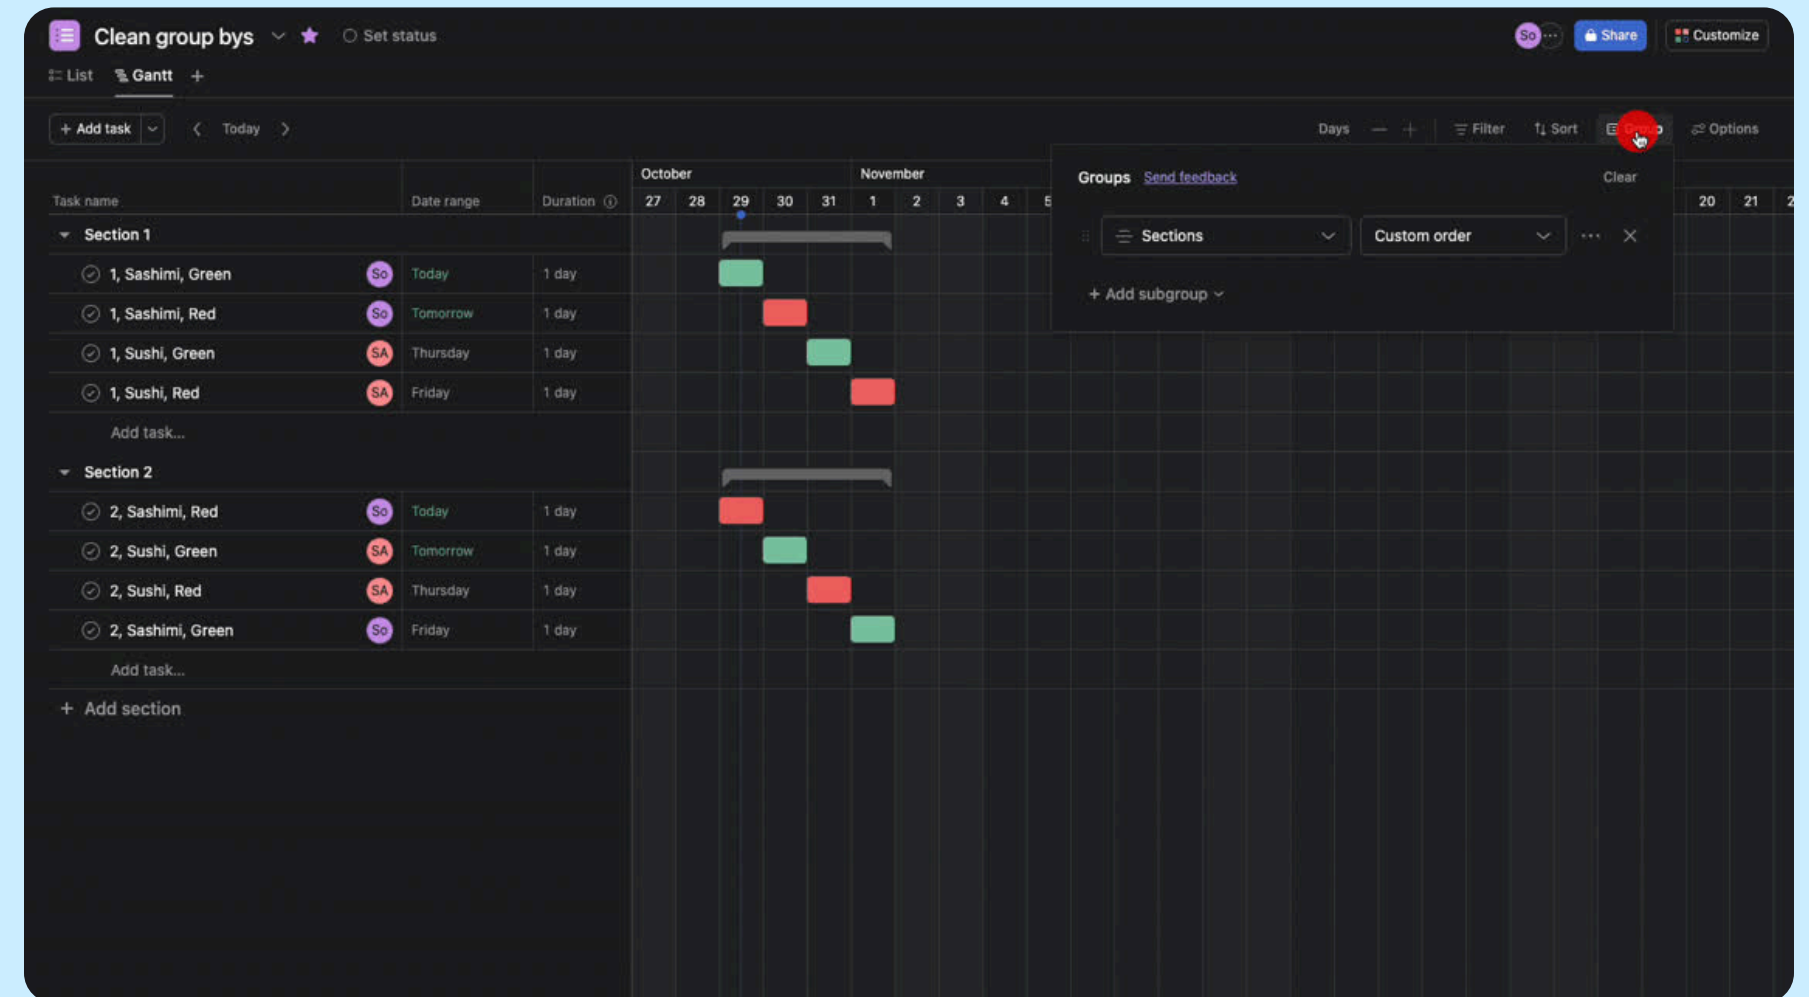 Clean group bys Set status So Share Customize
List Gantt +
+ Add task Today Days Filter Sort Options
Groups Send feedback Clear
Sections Custom order
+ Add subgroup
October November
Task name Date range Duration 27 28 29 30 31 1 2 3 4 20 21
Section 1
1, Sashimi, Green So Today 1 day
1, Sashimi, Red So Tomorrow 1 day
1, Sushi, Green SA Thursday 1 day
1, Sushi, Red SA Friday 1 day
Add task...
Section 2
2, Sashimi, Red So Today 1 day
2, Sushi, Green SA Tomorrow 1 day
2, Sushi, Red SA Thursday 1 day
2, Sashimi, Green So Friday 1 day
Add task...
+ Add section